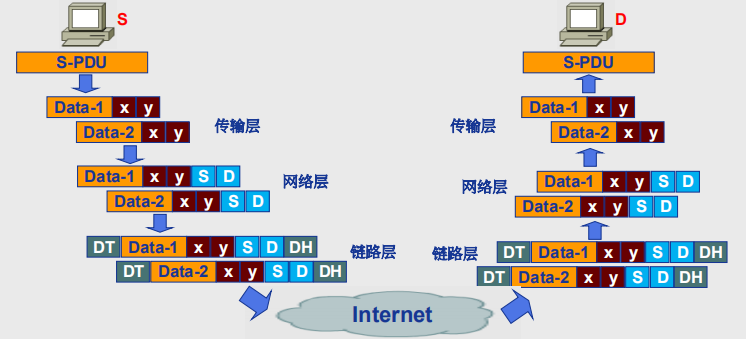 S
S-PDU
Data-1 x y
Data-2 x y
传输层
Data-1 x y S D
Data-2 x y S D
网络层
DT Data-1 x y S D DH
DT Data-2 x y S D DH
链路层
Internet
D
S-PDU
Data-1 x y
Data-2 x y
传输层
Data-1 x y S D
Data-2 x y S D
网络层
DT Data-1 x y S D DH
DT Data-2 x y S D DH
链路层